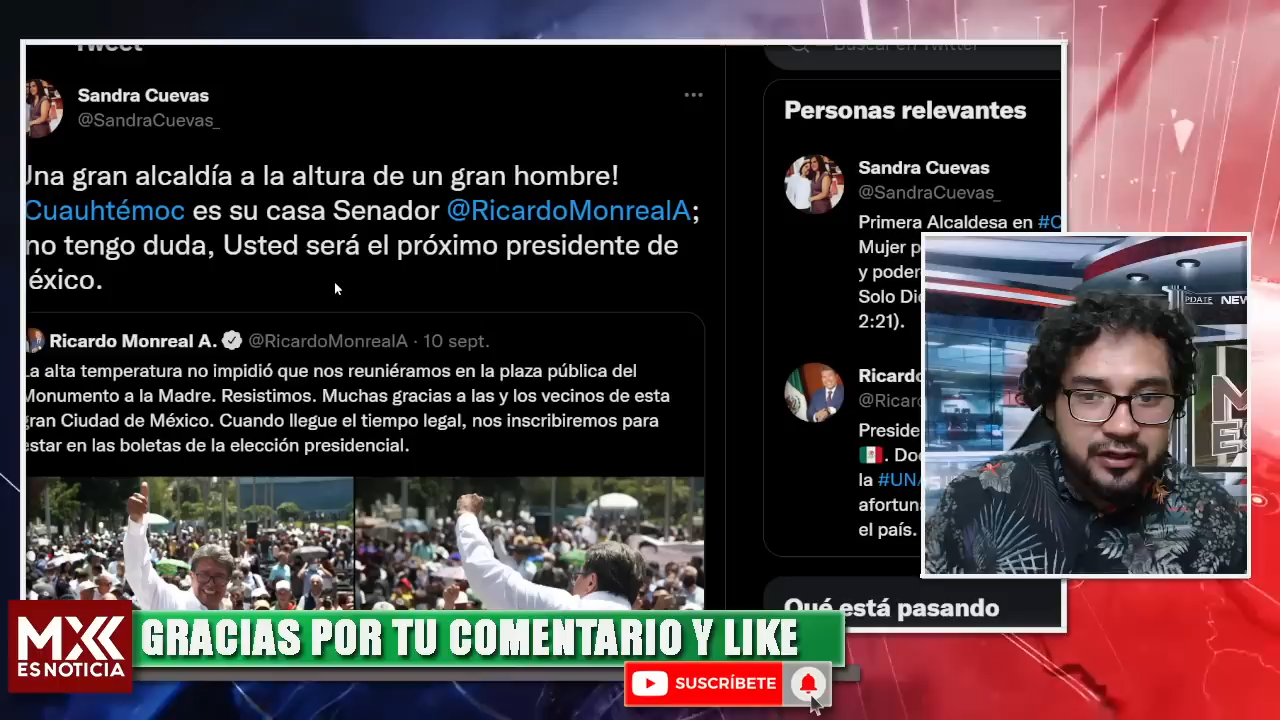 Tweet
Buscar en Twitter
Sandra Cuevas
@SandraCuevas_
Una gran alcaldía a la altura de un gran hombre!
Cuauhtémoc es su casa Senador @RicardoMonrealA;
no tengo duda, Usted será el próximo presidente de
éxico.
Ricardo Monreal A. @RicardoMonrealA · 10 sept.
La alta temperatura no impidió que nos reuniéramos en la plaza pública del
Monumento a la Madre. Resistimos. Muchas gracias a las y los vecinos de esta
gran Ciudad de México. Cuando llegue el tiempo legal, nos inscribiremos para
estar en las boletas de la elección presidencial.
Personas relevantes
Sandra Cuevas
@SandraCuevas_
Primera Alcaldesa en #C
Mujer p
y poder
Solo Dio
2:21).
Ricardo
@Ricar
Preside
. Doc
la #UNA
afortuna
el país.
Qué está pasando
PDATE NEW
M
ES
MX
ES NOTICIA
GRACIAS POR TU COMENTARIO Y LIKE
SUSCRÍBETE